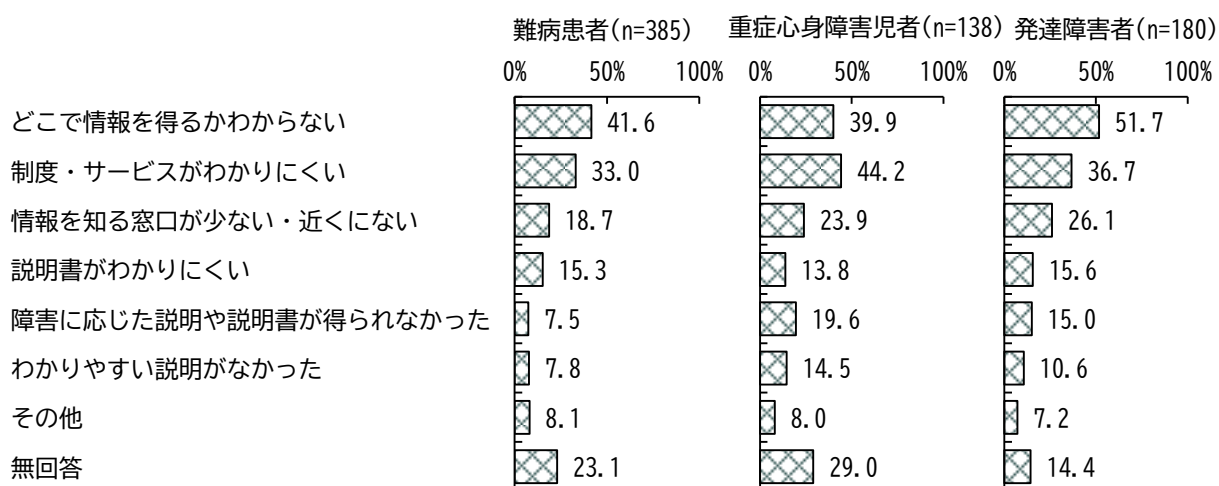 難病患者(n=385) 重症心身障害児者(n=138) 発達障害者(n=180)
0% 50% 100% 0% 50% 100% 0% 50% 100%
どこで情報を得るかわからない 41.6 39.9 51.7
制度・サービスがわかりにくい 33.0 44.2 36.7
情報を知る窓口が少ない・近くにない 18.7 23.9 26.1
説明書がわかりにくい 15.3 13.8 15.6
障害に応じた説明や説明書が得られなかった 7.5 19.6 15.0
わかりやすい説明がなかった 7.8 14.5 10.6
その他 8.1 8.0 7.2
無回答 23.1 29.0 14.4